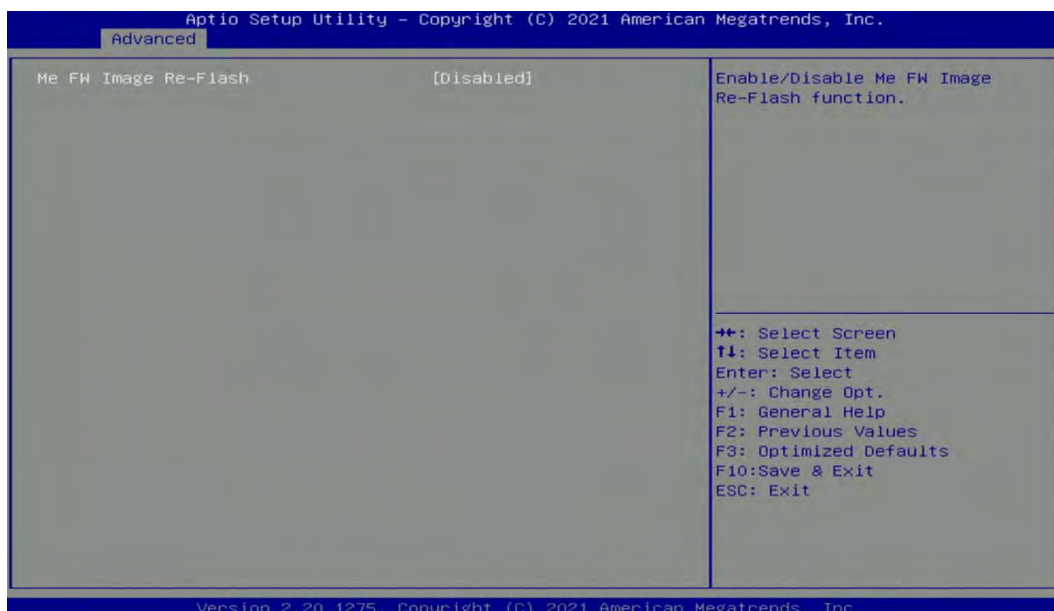 Aptio Setup Utility – Copyright (C) 2021 American Megatrends, Inc.
Advanced
Me FW Image Re-Flash [Disabled]
Enable/Disable Me FW Image
Re-Flash function.
→←: Select Screen
↑↓: Select Item
Enter: Select
+/-: Change Opt.
F1: General Help
F2: Previous Values
F3: Optimized Defaults
F10:Save & Exit
ESC: Exit
Version 2.20.1275. Copyright (C) 2021 American Megatrends, Inc.